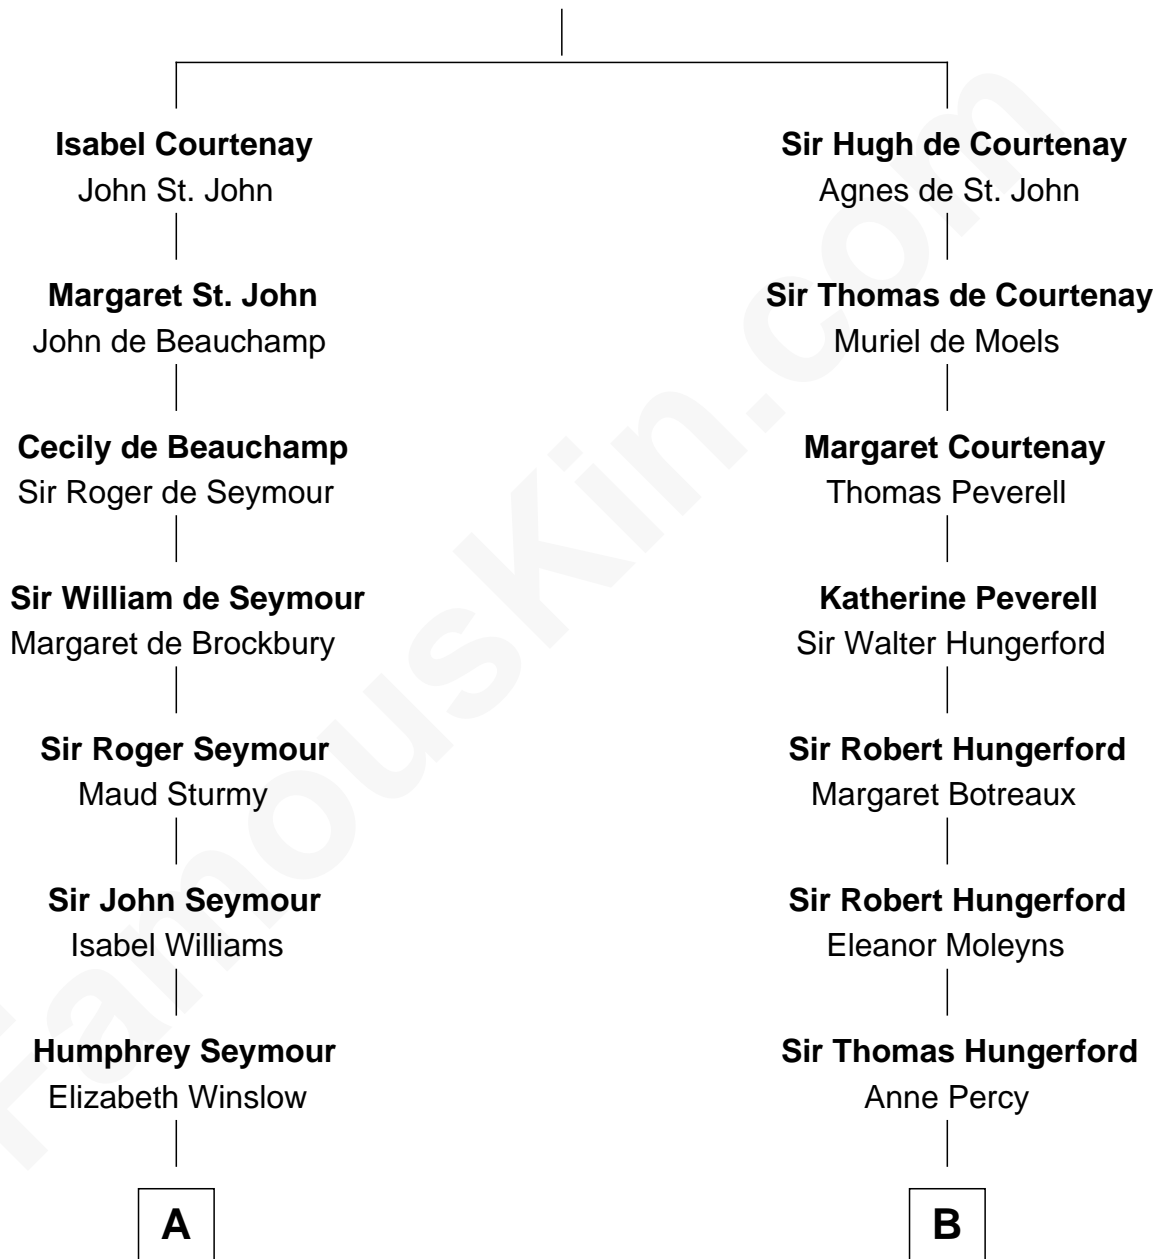 Isabel Courtenay
John St. John
Margaret St. John
John de Beauchamp
Cecily de Beauchamp
Sir Roger de Seymour
Sir William de Seymour
Margaret de Brockbury
Sir Roger Seymour
Maud Sturmy
Sir John Seymour
Isabel Williams
Humphrey Seymour
Elizabeth Winslow
A
Sir Hugh de Courtenay
Agnes de St. John
Sir Thomas de Courtenay
Muriel de Moels
Margaret Courtenay
Thomas Peverell
Katherine Peverell
Sir Walter Hungerford
Sir Robert Hungerford
Margaret Botreaux
Sir Robert Hungerford
Eleanor Moleyns
Sir Thomas Hungerford
Anne Percy
B
FamousKin.com